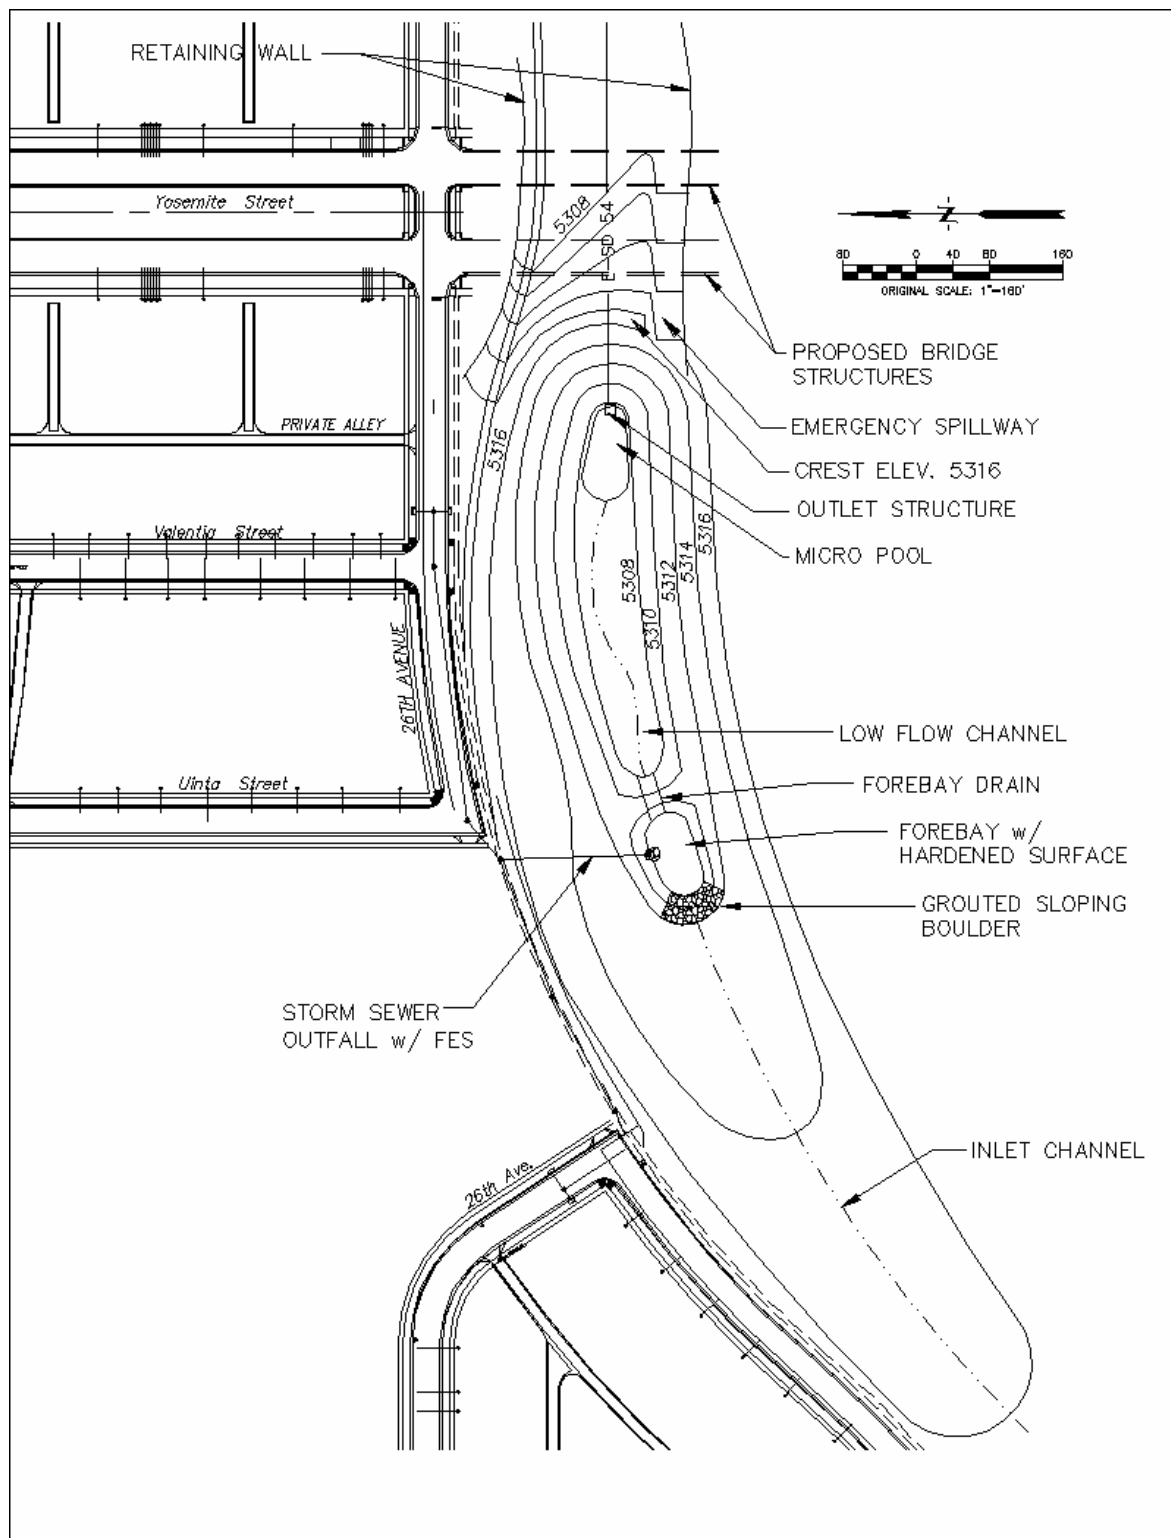 RETAINING WALL
Yosemite Street
5308
SD 54
N
80 0 40 80 160
ORIGINAL SCALE: 1"=160'
PROPOSED BRIDGE
STRUCTURES
PRIVATE ALLEY
EMERGENCY SPILLWAY
5316
CREST ELEV. 5316
OUTLET STRUCTURE
Valentia Street
MICRO POOL
5308
5310
5312
5314
5316
26TH AVENUE
LOW FLOW CHANNEL
Uinta Street
FOREBAY DRAIN
FOREBAY w/
HARDENED SURFACE
GROUTED SLOPING
BOULDER
STORM SEWER
OUTFALL w/ FES
INLET CHANNEL
26th Ave.